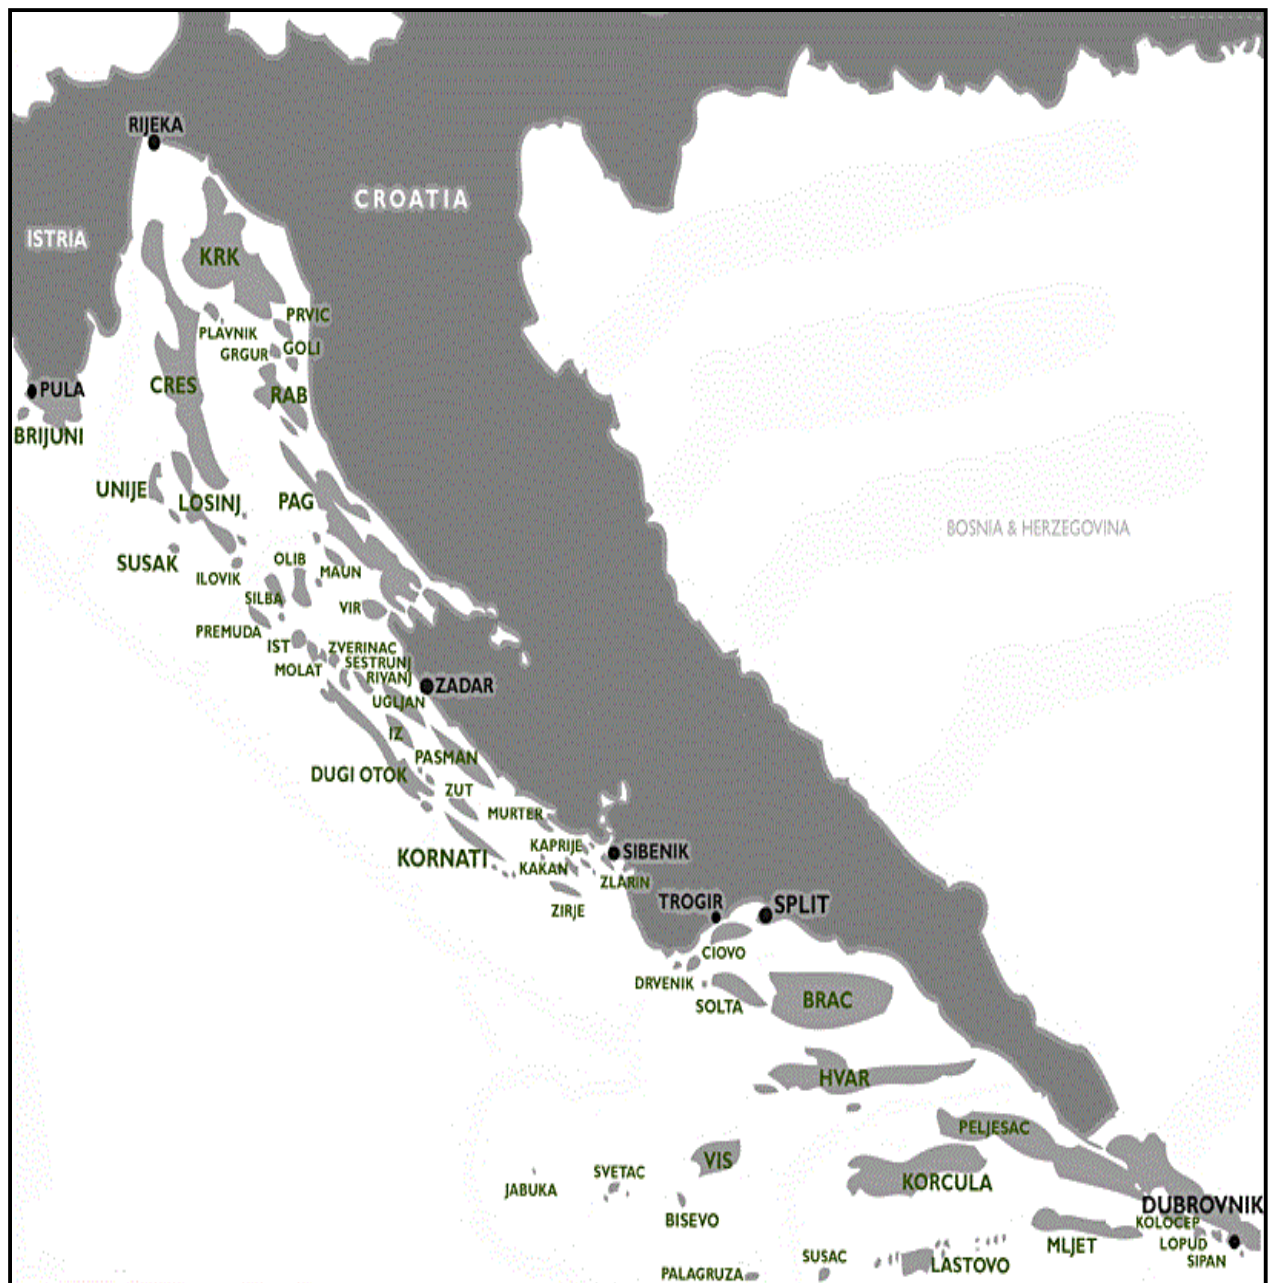 RIJEKA
CROATIA
ISTRIA
KRK
PRVIC
PLAVNIK
GRGUR
GOLI
CRES
RAB
PULA
BRIJUNI
UNIJE
LOSINJ
PAG
BOSNIA & HERZEGOVINA
SUSAK
ILOVIK
OLIB
MAUN
SILBA
VIR
PREMUDA
IST
ZVERINAC
MOLAT
SESTRUNJ
RIVANJ
ZADAR
UGLJAN
IZ
PASMAN
DUGI OTOK
ZUT
MURTER
KORNATI
KAPRIJE
SIBENIK
KAKAN
ZLARIN
ZIRJE
TROGIR
SPLIT
CIOVO
DRVENIK
SOLTA
BRAC
HVAR
PELJESAC
VIS
KORCULA
SVETAC
JABUKA
BISEVO
DUBROVNIK
KOLOCEP
MLJET
LOPUD
SIPAN
SUSAC
LASTOVO
PALAGRUZA